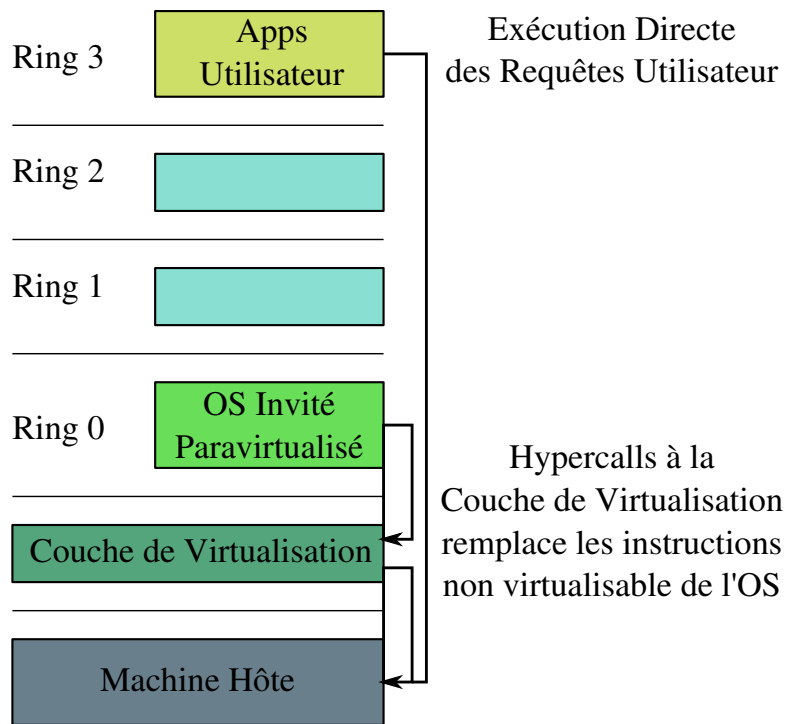 Ring 3
Apps
Utilisateur
Exécution Directe
des Requêtes Utilisateur
Ring 2
Ring 1
Ring 0
OS Invité
Paravirtualisé
Hypercalls à la
Couche de Virtualisation
remplace les instructions
non virtualisable de l'OS
Couche de Virtualisation
Machine Hôte